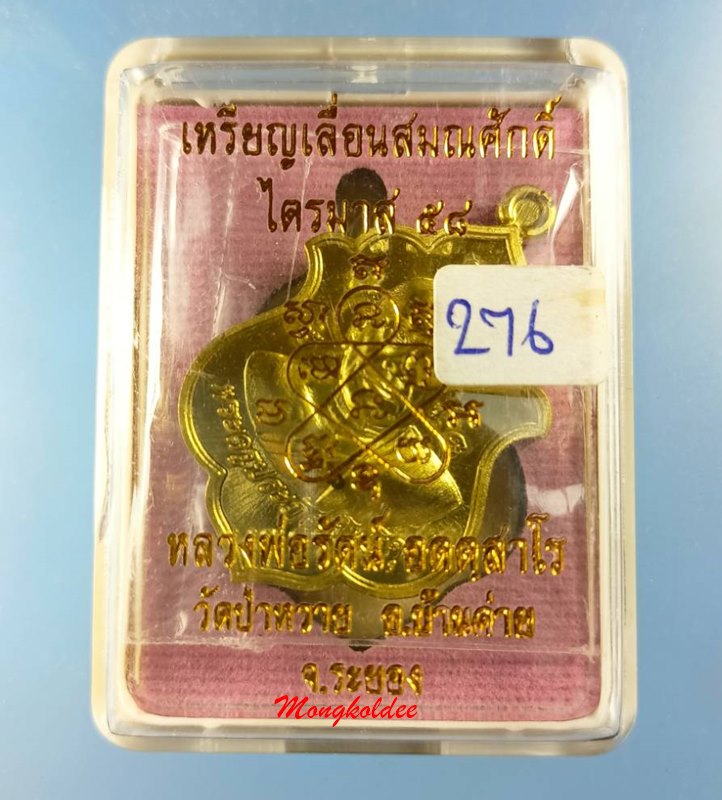 เหรียญเลื่อนสมณศักดิ์
ไตรมาส ๕๘
276
หลวงพ่อรัตน์ อตตฺสาโร
วัดป่าหวาย อ.บ้านค่าย
จ.ระยอง
Mongkoldee